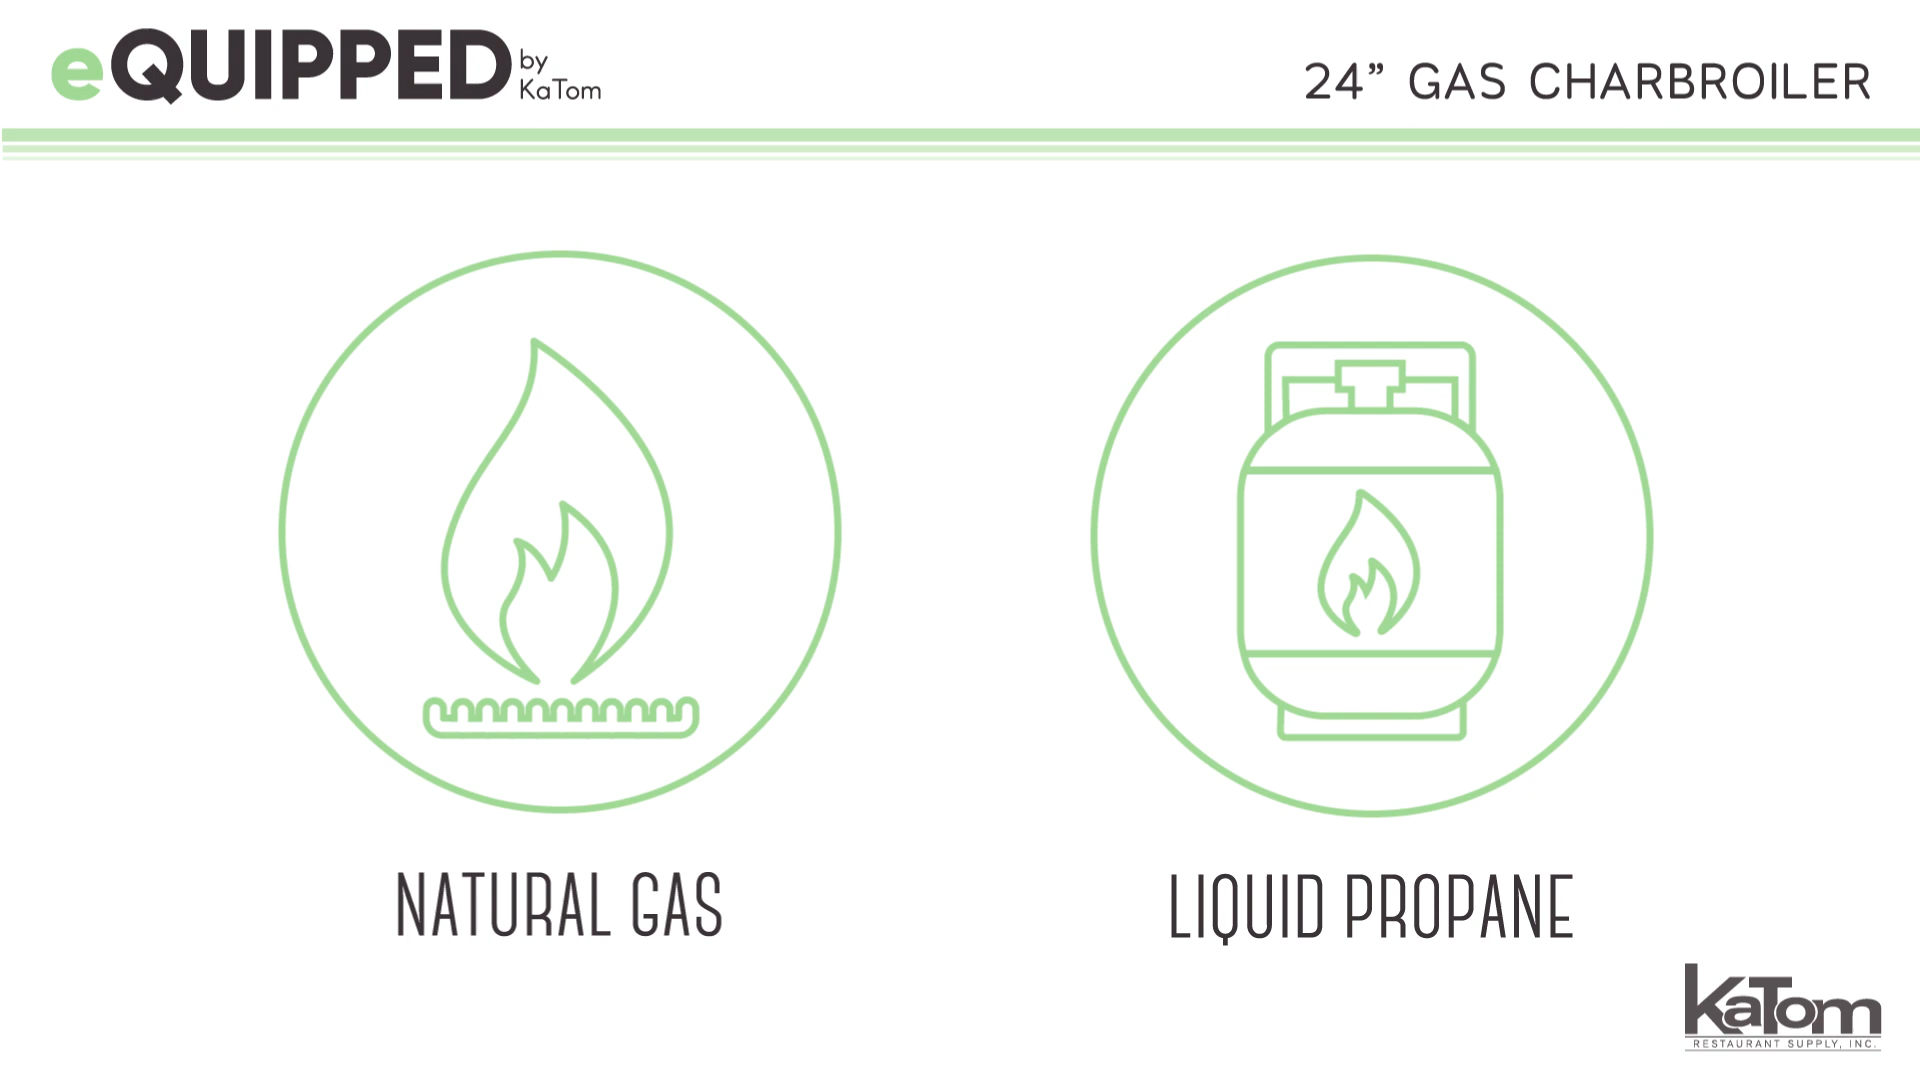 eQUIPPED by
KaTom
24” GAS CHARBROILER
NATURAL GAS
LIQUID PROPANE
KaTom
RESTAURANT SUPPLY, INC.